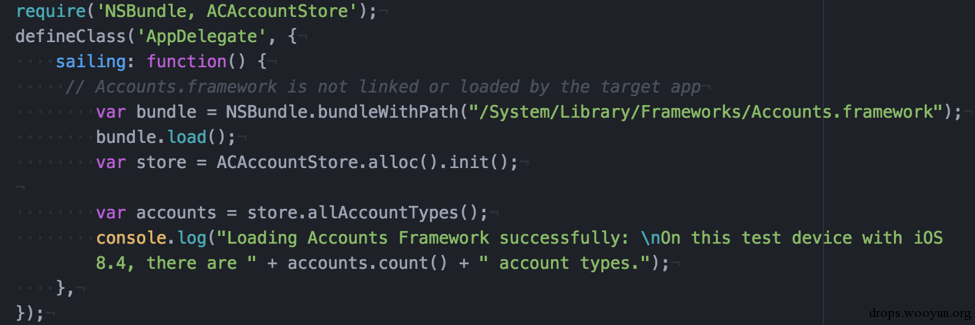 require('NSBundle, ACAccountStore');
defineClass('AppDelegate', {
sailing: function() {
// Accounts.framework is not linked or loaded by the target app
var bundle = NSBundle.bundleWithPath("/System/Library/Frameworks/Accounts.framework");
bundle.load();
var store = ACAccountStore.alloc().init();
var accounts = store.allAccountTypes();
console.log("Loading Accounts Framework successfully: \nOn this test device with iOS
8.4, there are " + accounts.count() + " account types.");
},
});
drops.wooyun.org